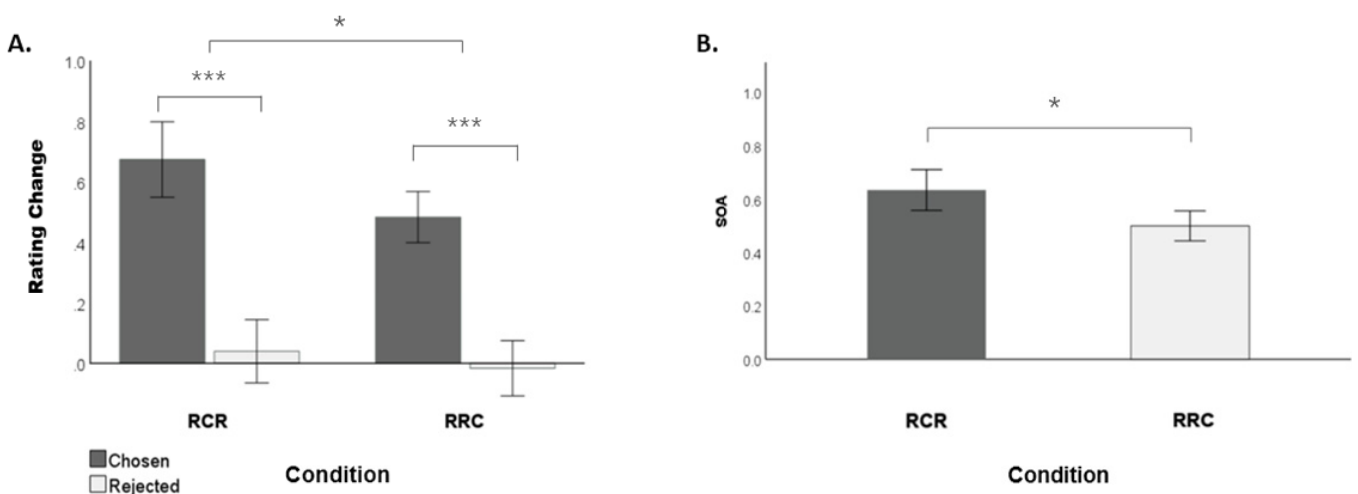 A.
*
1.0
***
.8
***
.6
.4
.2
.0
Rating Change
RCR
RRC
Chosen
Rejected
Condition
B.
1.0
*
0.8
0.6
0.4
0.2
0.0
SOA
RCR
RRC
Condition